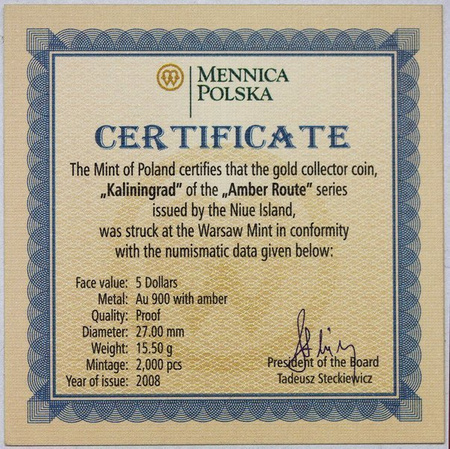 MENNICA
POLSKA
CERTIFICATE
The Mint of Poland certifies that the gold collector coin,
„Kaliningrad” of the „Amber Route” series
issued by the Niue Island,
was struck at the Warsaw Mint in conformity
with the numismatic data given below:
Face value: 5 Dollars
Metal: Au 900 with amber
Quality: Proof
Diameter: 27.00 mm
Weight: 15.50 g
Mintage: 2,000 pcs
Year of issue: 2008
President of the Board
Tadeusz Steckiewicz